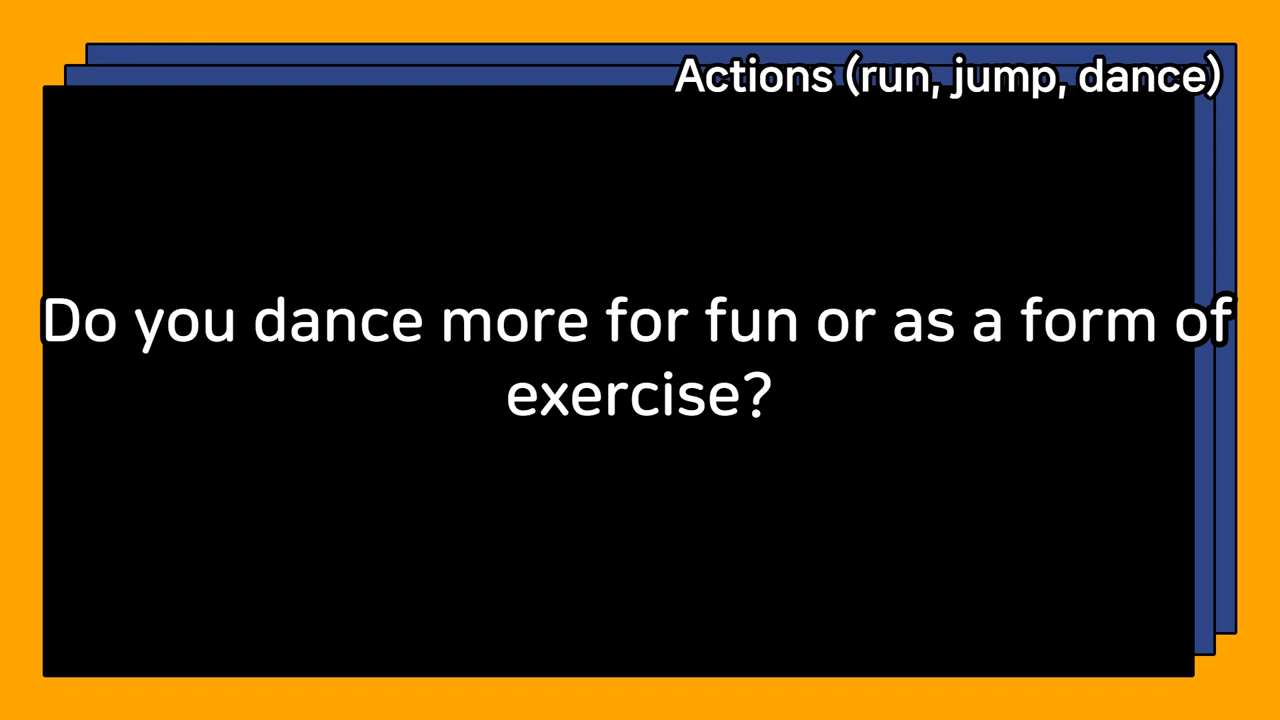 Actions (run, jump, dance)
Do you dance more for fun or as a form of
exercise?